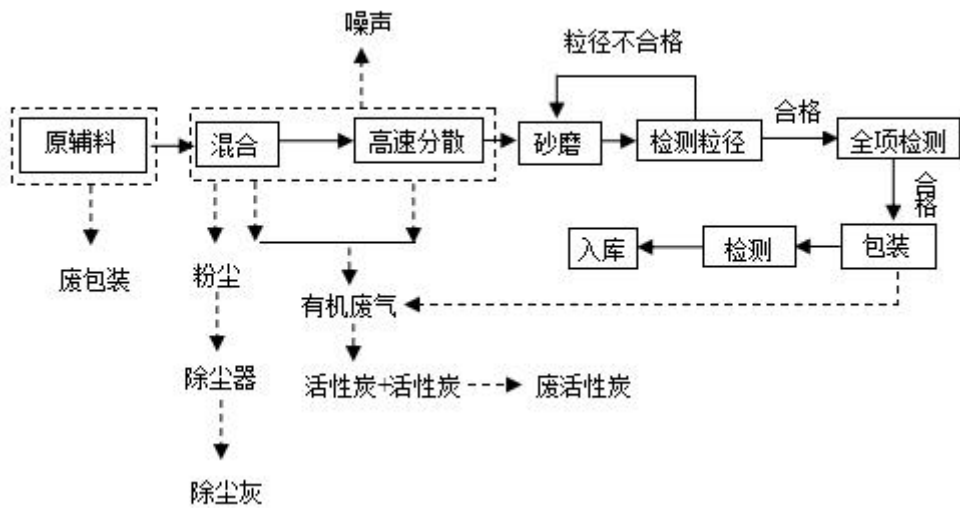 噪声
粒径不合格
原辅料
混合
高速分散
砂磨
检测粒径
合格
全项检测
合格
废包装
粉尘
入库
检测
包装
有机废气
除尘器
活性炭+活性炭
废活性炭
除尘灰